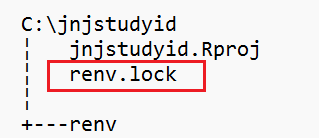 C:\jnjstudyid
¦    jnjstudyid.Rproj
¦    renv.lock
¦
+---renv